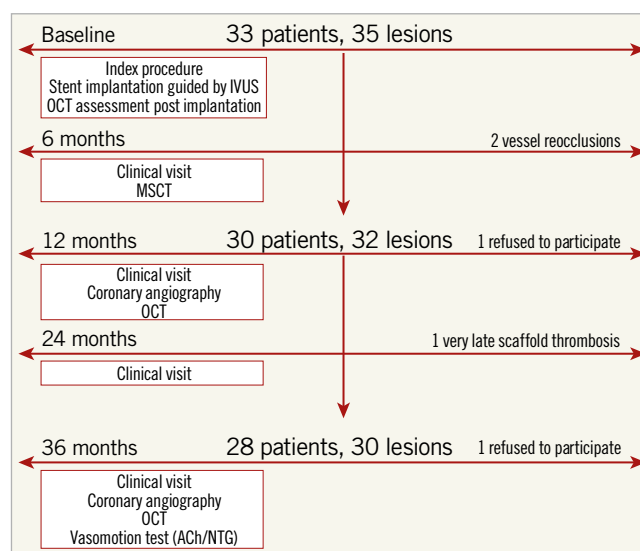 Baseline 33 patients, 35 lesions
Index procedure
Stent implantation guided by IVUS
OCT assessment post implantation
6 months 2 vessel reocclusions
Clinical visit
MSCT
12 months 30 patients, 32 lesions 1 refused to participate
Clinical visit
Coronary angiography
OCT
24 months 1 very late scaffold thrombosis
Clinical visit
36 months 28 patients, 30 lesions 1 refused to participate
Clinical visit
Coronary angiography
OCT
Vasomotion test (ACh/NTG)